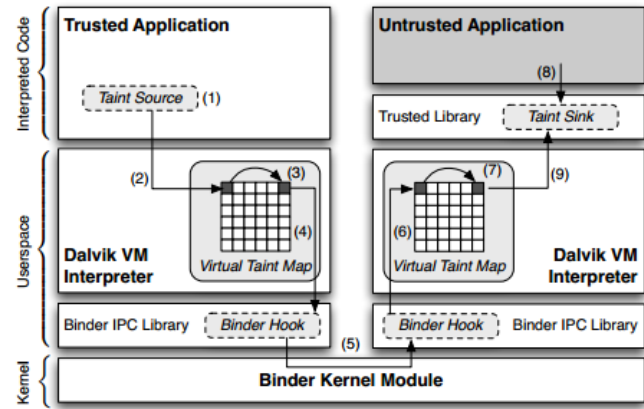 Interpreted Code
Userspace
Kernel
Trusted Application
Taint Source
(1)
(2)
(3)
(4)
Virtual Taint Map
Dalvik VM
Interpreter
Binder IPC Library
Binder Hook
(5)
Untrusted Application
(8)
Trusted Library
Taint Sink
(6)
(7)
(9)
Virtual Taint Map
Dalvik VM
Interpreter
Binder Hook
Binder IPC Library
Binder Kernel Module